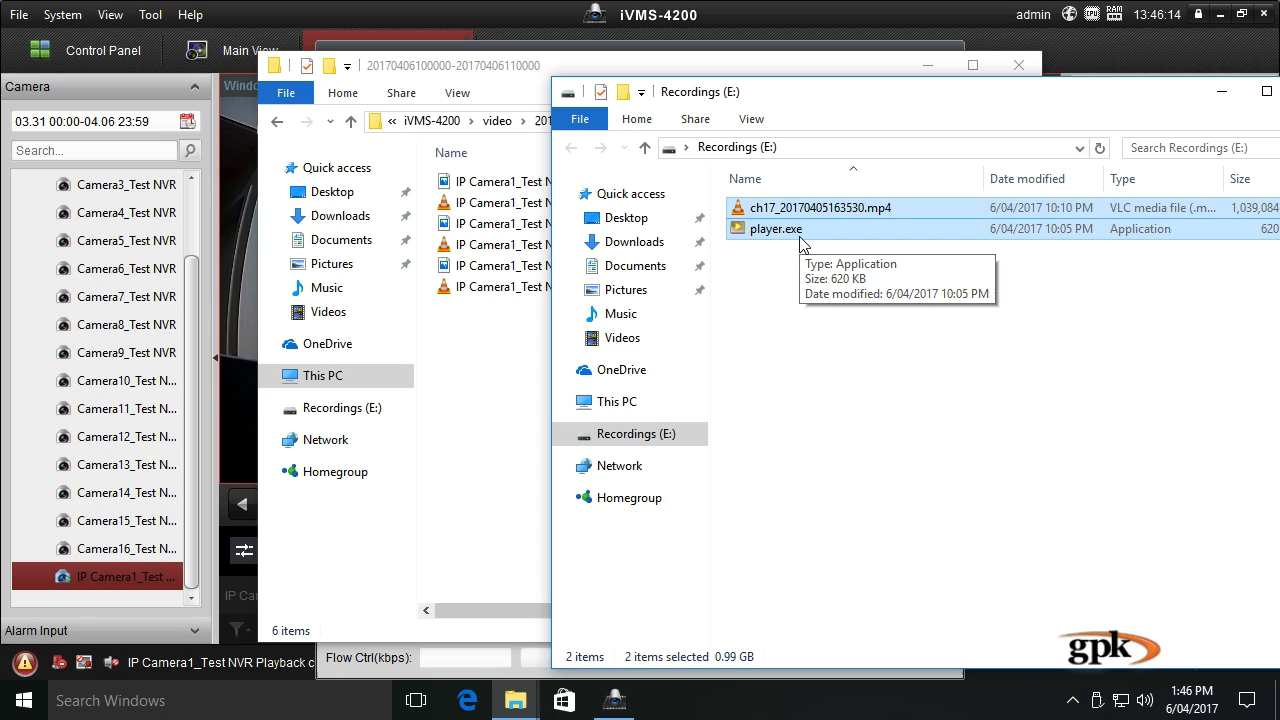 File System View Tool Help
iVMS-4200
admin RAM 13:46:14
Control Panel
Main View
Camera
03.31 00:00-04.06 23:59
Search...
Camera3_Test NVR
Camera4_Test NVR
Camera5_Test NVR
Camera6_Test NVR
Camera7_Test NVR
Camera8_Test NVR
Camera9_Test NVR
Camera10_Test N...
Camera11_Test N...
Camera12_Test N...
Camera13_Test N...
Camera14_Test N...
Camera15_Test N...
Camera16_Test N...
IP Camera1_Test ...
Alarm Input
IP Camera1_Test NVR Playback c
Window
IP Ca
20170406100000-20170406110000
File Home Share View
« iVMS-4200 > video > 201
Name
Quick access
Desktop
Downloads
Documents
Pictures
Music
Videos
OneDrive
This PC
Recordings (E:)
Network
Homegroup
IP Camera1_Test N
IP Camera1_Test N
IP Camera1_Test N
IP Camera1_Test N
IP Camera1_Test N
IP Camera1_Test N
6 items
Flow Ctrl(kbps):
Recordings (E:)
File Home Share View
Recordings (E:)
Search Recordings (E:)
Name Date modified Type Size
ch17_20170405163530.mp4 6/04/2017 10:10 PM VLC media file (.m... 1,039,084
player.exe 6/04/2017 10:05 PM Application 620
Type: Application
Size: 620 KB
Date modified: 6/04/2017 10:05 PM
Quick access
Desktop
Downloads
Documents
Pictures
Music
Videos
OneDrive
This PC
Recordings (E:)
Network
Homegroup
2 items 2 items selected 0.99 GB
gpk
Search Windows
1:46 PM
6/04/2017